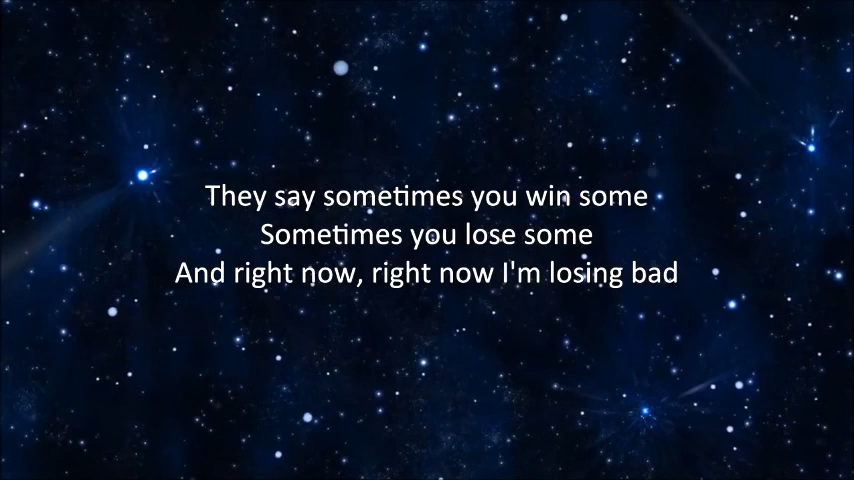 They say sometimes you win some
Sometimes you lose some
And right now, right now I'm losing bad